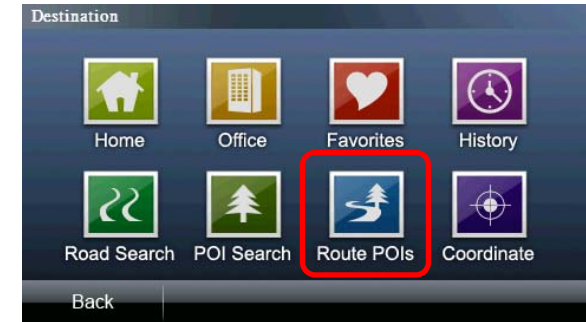 Destination
Home Office Favorites History
Road Search POI Search Route POIs Coordinate
Back